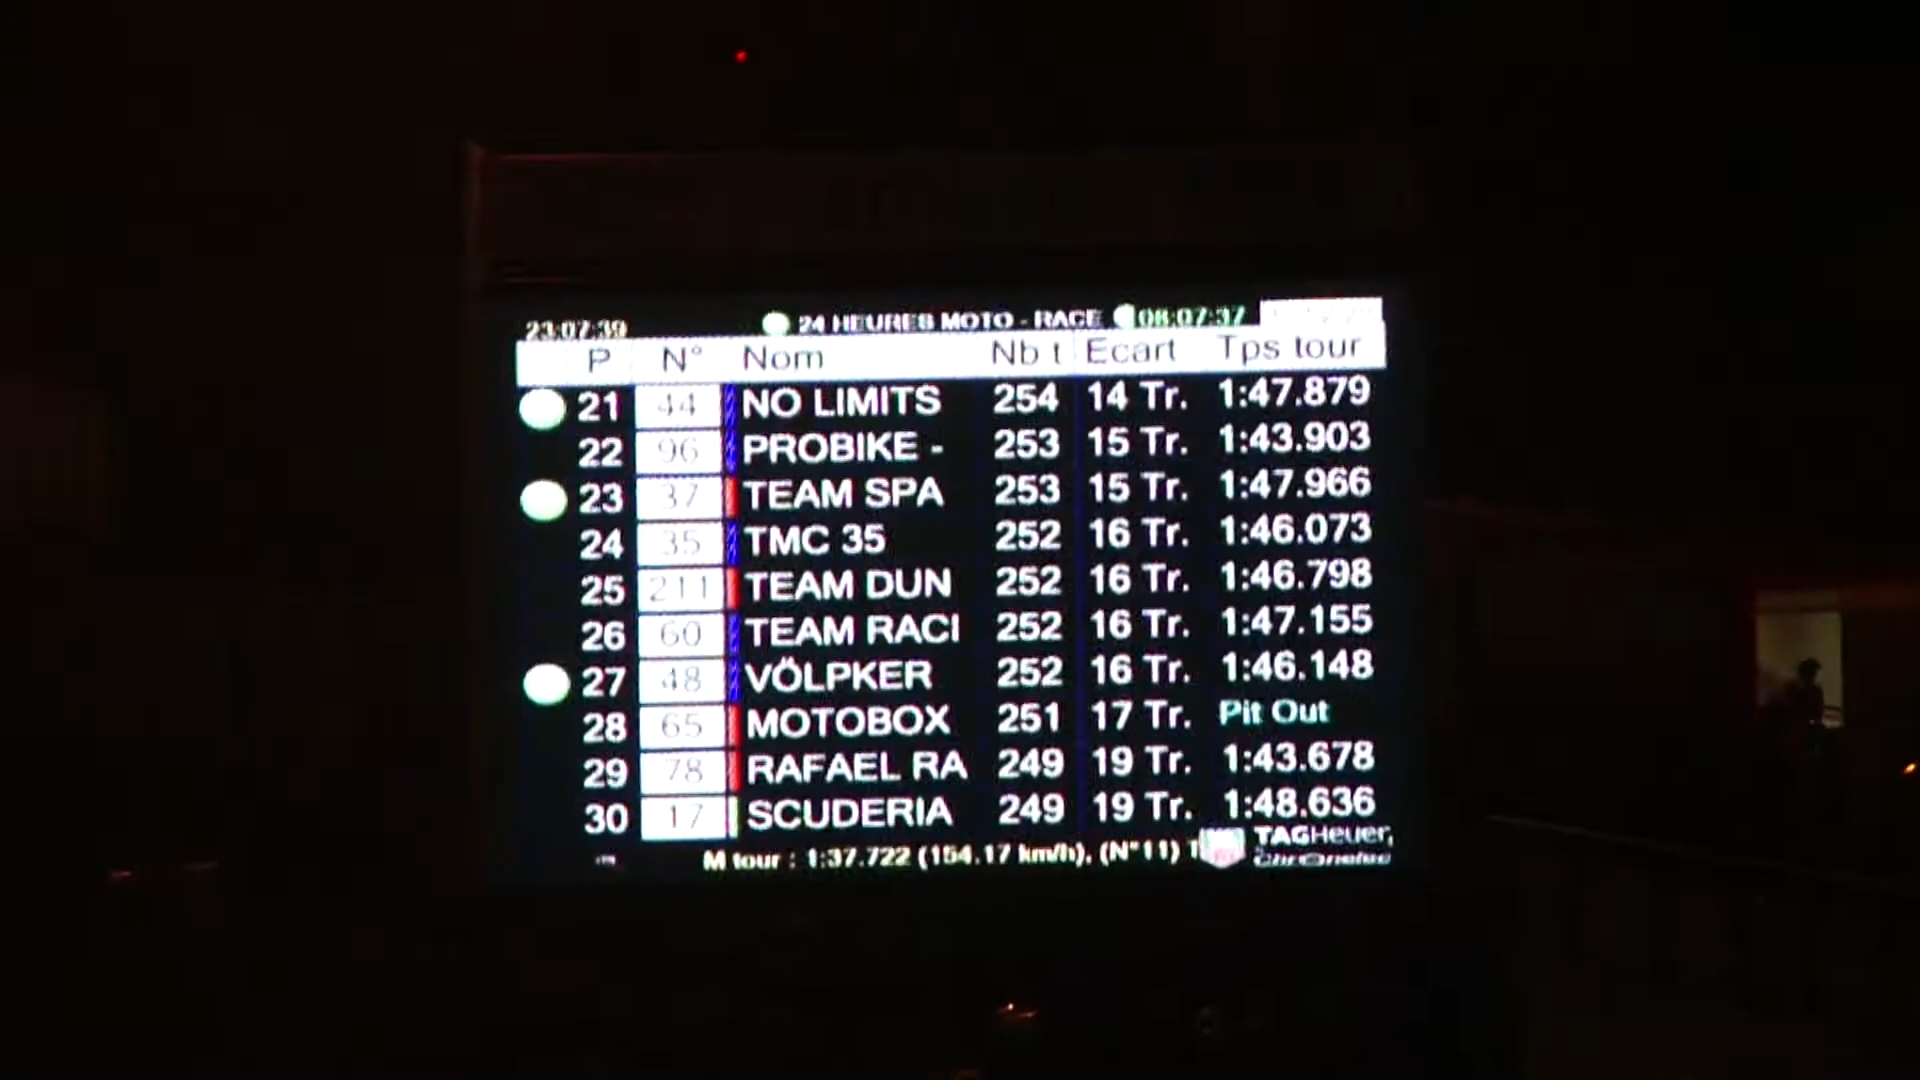 23:07:39 24 HEURES MOTO - RACE 08:07:37
P N° Nom Nb t Ecart Tps tour
21 44 NO LIMITS 254 14 Tr. 1:47.879
22 96 PROBIKE - 253 15 Tr. 1:43.903
23 37 TEAM SPA 253 15 Tr. 1:47.966
24 35 TMC 35 252 16 Tr. 1:46.073
25 211 TEAM DUN 252 16 Tr. 1:46.798
26 60 TEAM RACI 252 16 Tr. 1:47.155
27 48 VÖLPKER 252 16 Tr. 1:46.148
28 65 MOTOBOX 251 17 Tr. Pit Out
29 78 RAFAEL RA 249 19 Tr. 1:43.678
30 17 SCUDERIA 249 19 Tr. 1:48.636
M tour : 1:37.722 (154.17 km/h), (N°11) T
TAGHeuer